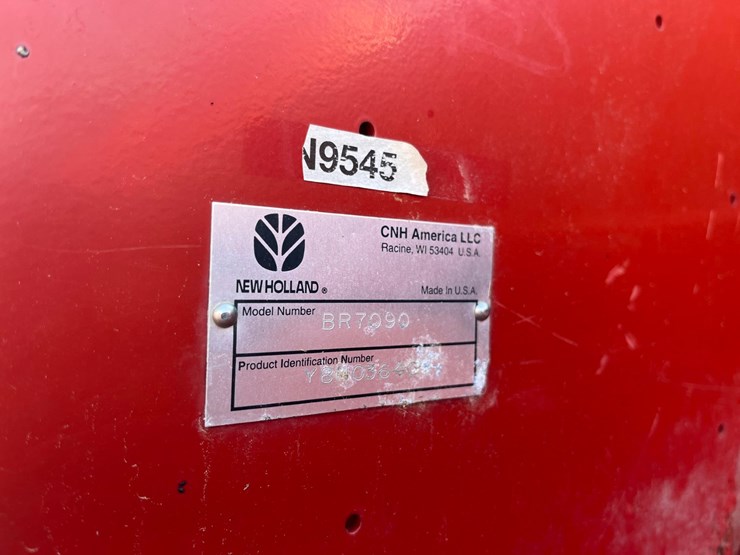 N9545
CNH America LLC
Racine, WI 53404 U.S.A.
NEW HOLLAND ®
Made In U.S.A.
Model Number BR7090
Product Identification Number